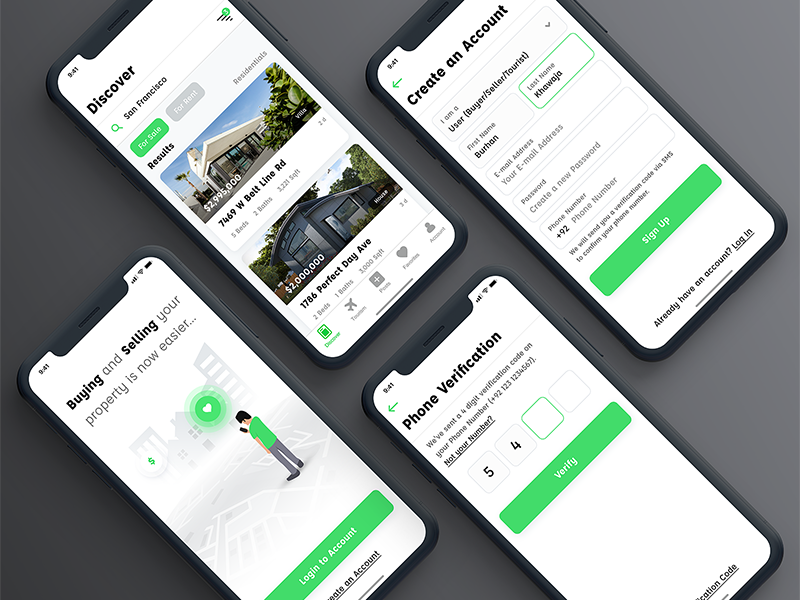 9:41
Discover
San Francisco
For Sale
For Rent
Residentials
Results
Villa
$2,995,000
2 d
7469 W Belt Line Rd
5 Beds 2 Baths 3,221 Sqft
House
$2,000,000
3 d
1786 Perfect Day Ave
2 Beds 1 Baths 3,000 Sqft
Discover
Tourism
Posts
Favorites
Account
9:41
Create an Account
I am a
User (Buyer/Seller/Tourist)
First Name
Burhan
Last Name
Khawaja
E-mail Address
Your E-mail Address
Password
Create a new Password
Phone Number
+92 Phone Number
We will send you a verification code via SMS
to confirm your phone number.
Sign Up
Already have an account? Log In
9:41
Buying and Selling your
property is now easier...
$
Login to Account
reate an Account
9:41
Phone Verification
We've sent a 4 digit verification code on
your Phone Number (+92 123 1234567).
Not your Number?
5 4
Verify
ication Code